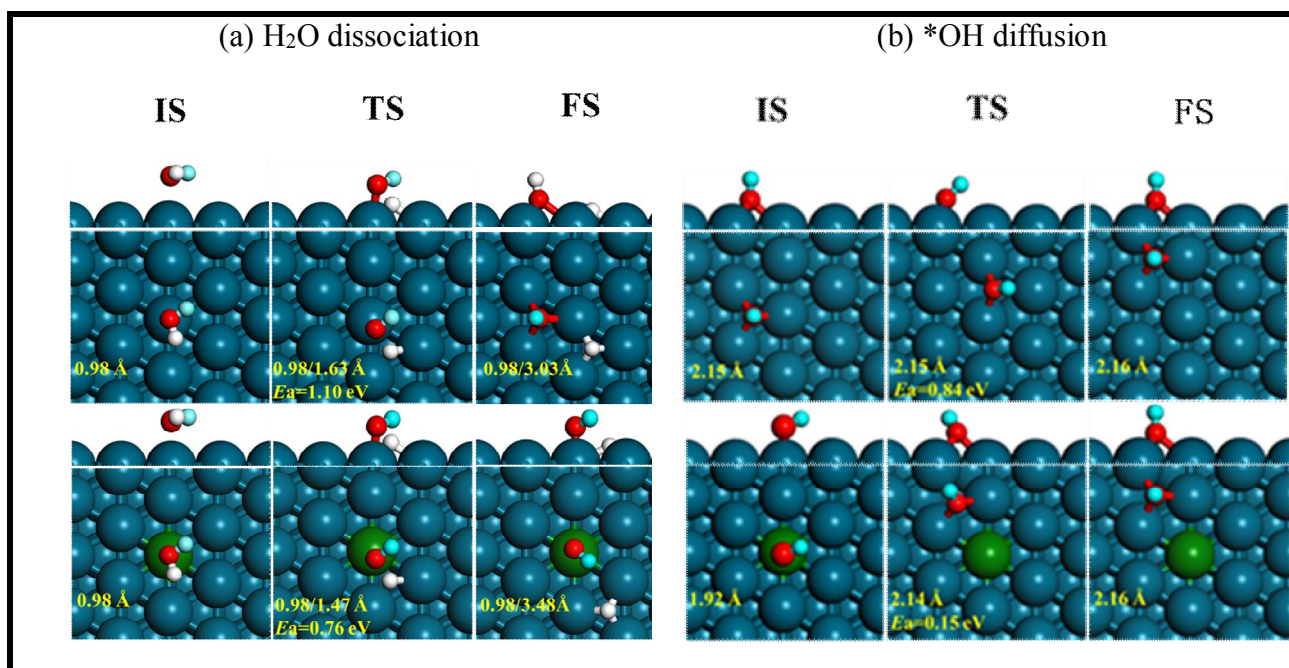 (a) H₂O dissociation
(b) *OH diffusion
IS
TS
FS
IS
TS
FS
0.98 Å
0.98/1.63 Å
Ea=1.10 eV
0.98/3.03Å
2.15 Å
2.15 Å
Ea=0.84 eV
2.16 Å
0.98 Å
0.98/1.47 Å
Ea=0.76 eV
0.98/3.48Å
1.92 Å
2.14 Å
Ea=0.15 eV
2.16 Å